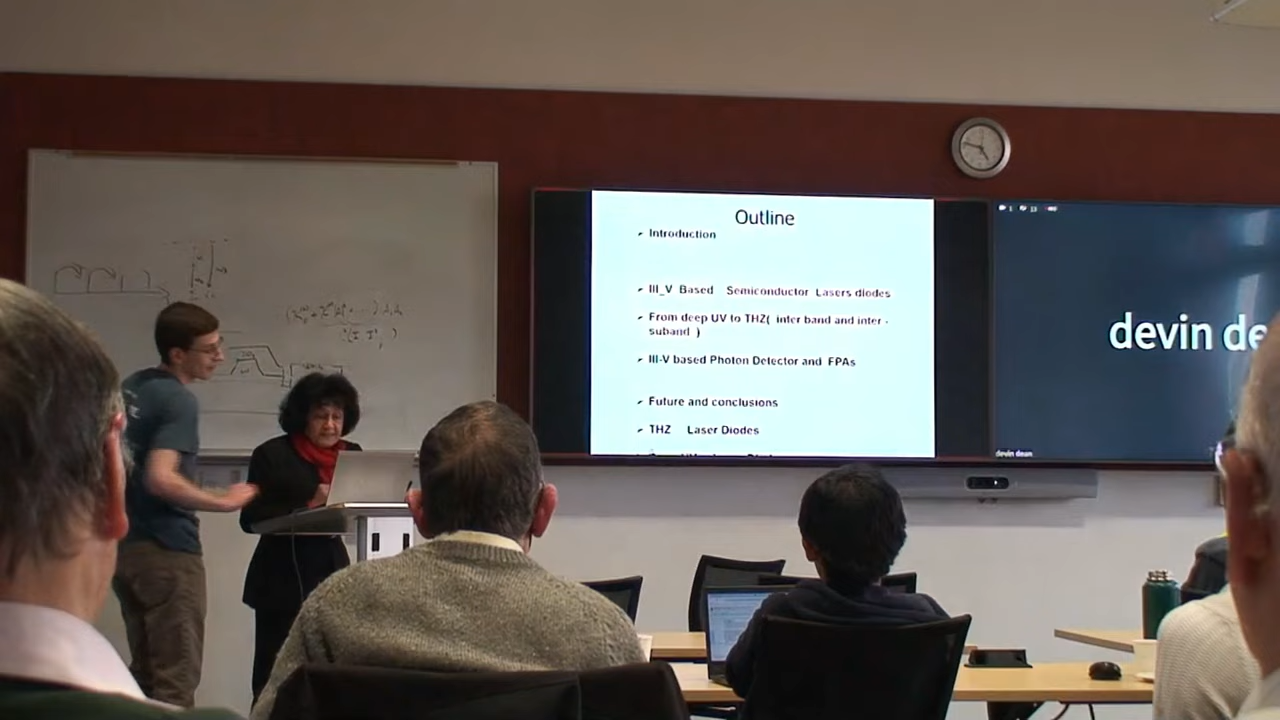 Outline
Introduction
III_V Based Semiconductor Lasers diodes
From deep UV to THZ( inter band and inter -
suband )
III-V based Photon Detector and FPAs
Future and conclusions
THZ Laser Diodes
devin de
devin dean